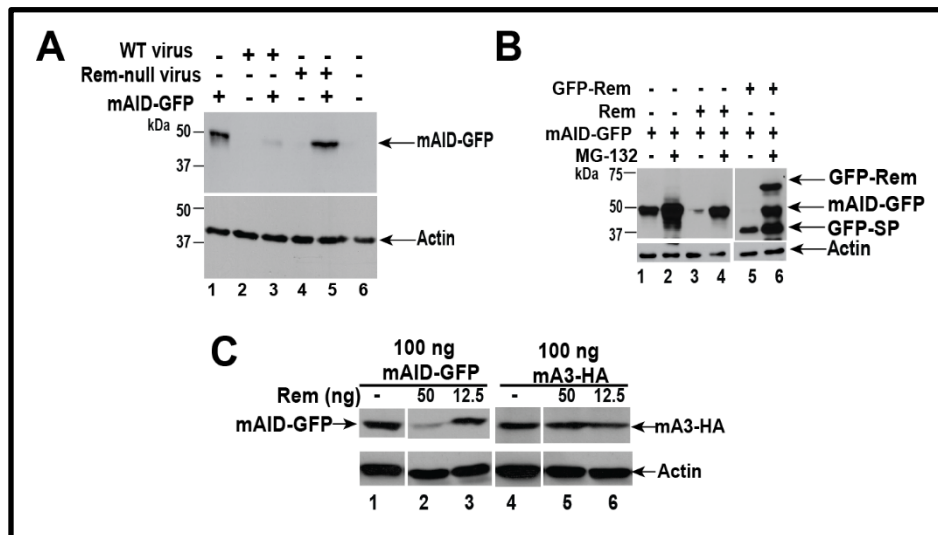 A
WT virus - + + - - -
Rem-null virus - - - + + -
mAID-GFP + - + - + -
kDa
50
37
mAID-GFP
50
37
Actin
1 2 3 4 5 6
B
GFP-Rem - - - - + +
Rem - - + + - -
mAID-GFP + + + + + +
MG-132 - + - + - +
kDa
75
50
37
GFP-Rem
mAID-GFP
GFP-SP
Actin
1 2 3 4 5 6
C
100 ng mAID-GFP
100 ng mA3-HA
Rem (ng) - 50 12.5 - 50 12.5
mAID-GFP
mA3-HA
Actin
1 2 3 4 5 6